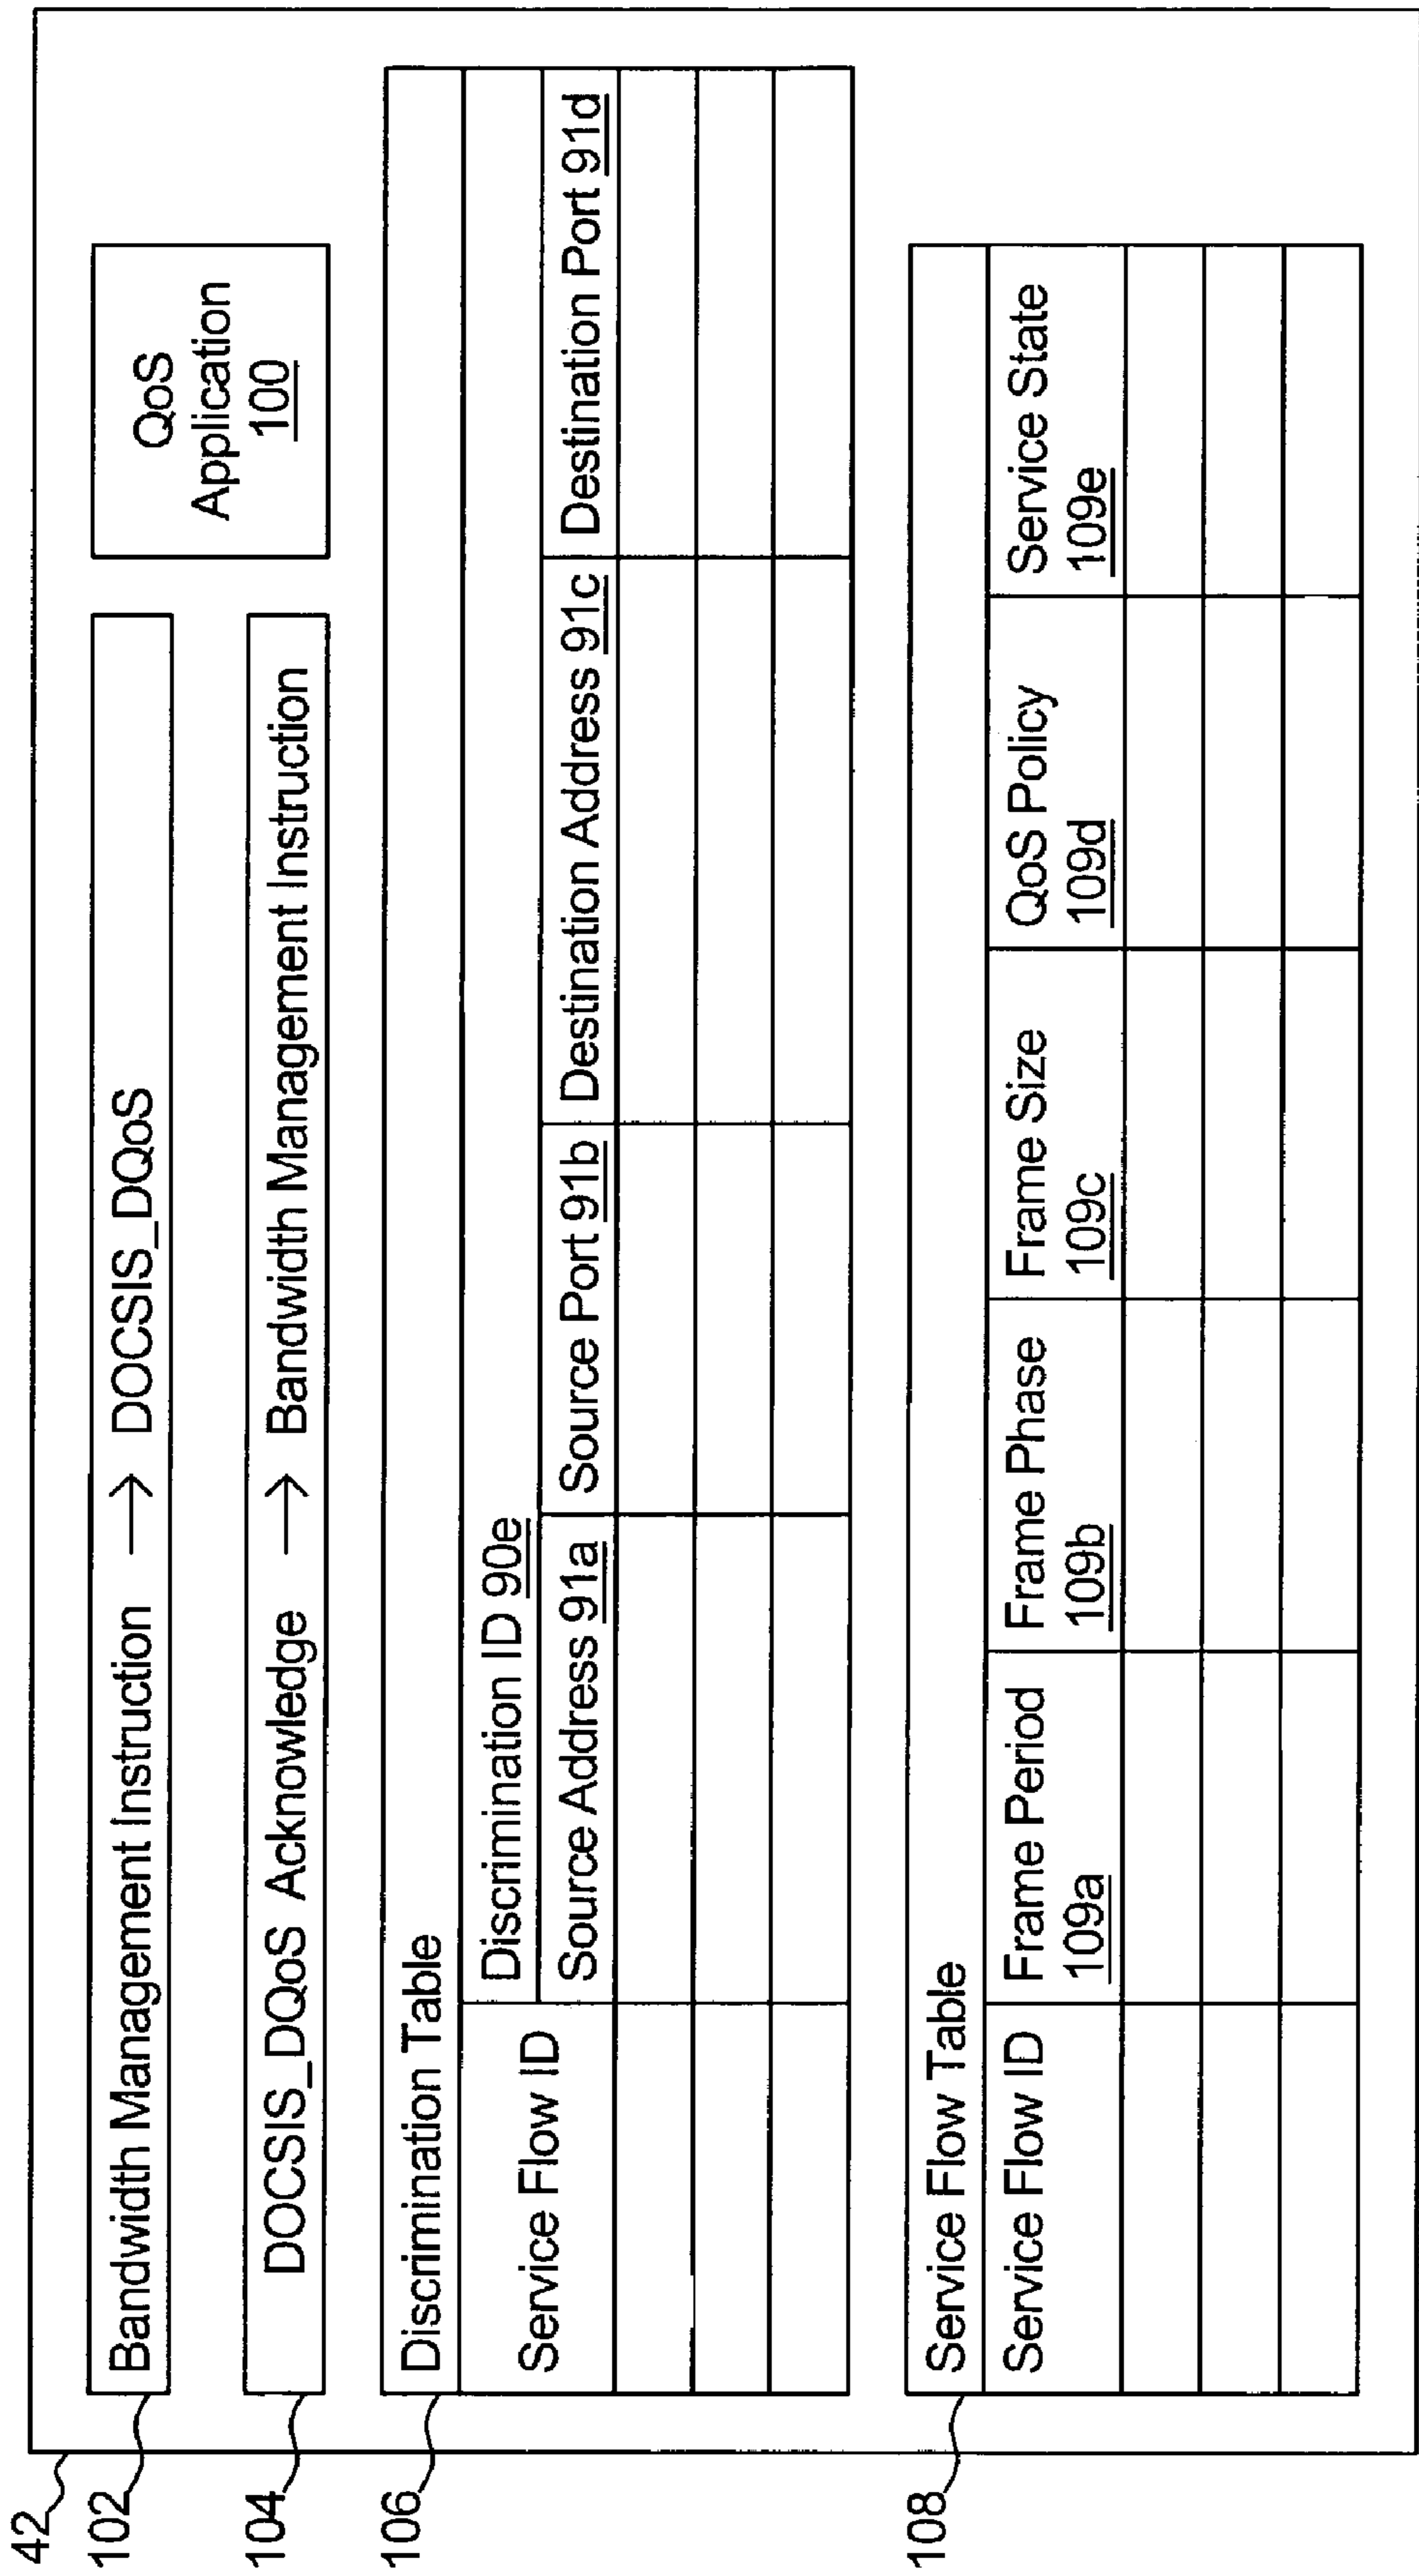 42
102
Bandwidth Management Instruction → DOCSIS_DQoS
QoS
Application
100
104
DOCSIS_DQoS Acknowledge → Bandwidth Management Instruction
106
Discrimination Table
Service Flow ID
Discrimination ID 90e
Source Address 91a
Source Port 91b
Destination Address 91c
Destination Port 91d
108
Service Flow Table
Service Flow ID
Frame Period
109a
Frame Phase
109b
Frame Size
109c
QoS Policy
109d
Service State
109e